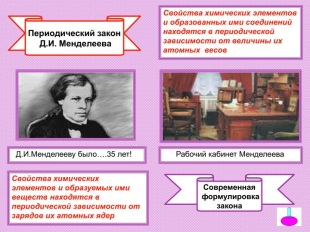 Периодический закон
Д.И. Менделеева
Свойства химических элементов
и образованных ими соединений
находятся в периодической
зависимости от величины их
атомных весов
Д.И.Менделееву было….35 лет!
Рабочий кабинет Менделеева
Свойства химических
элементов и образуемых ими
веществ находятся в
периодической зависимости от
зарядов их атомных ядер
Современная
формулировка
закона